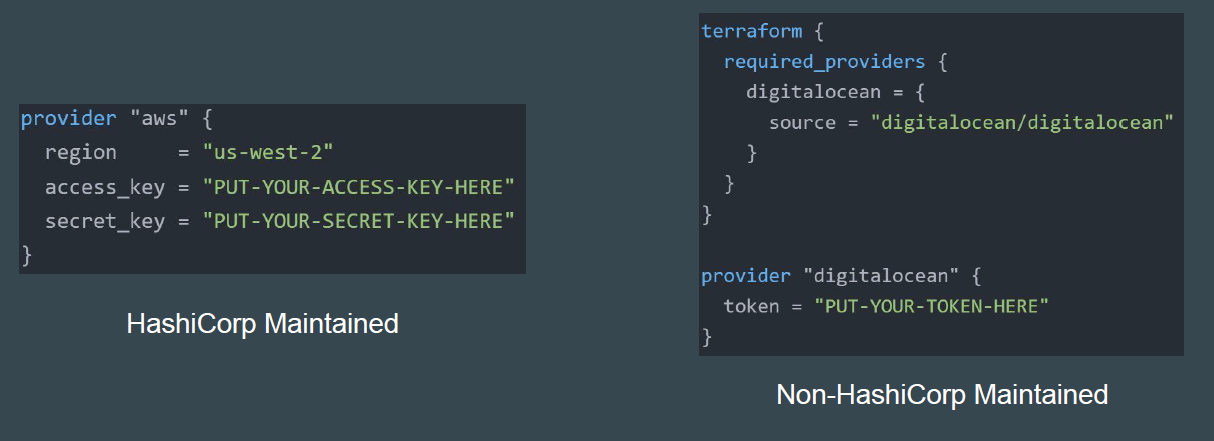 provider "aws" {
  region     = "us-west-2"
  access_key = "PUT-YOUR-ACCESS-KEY-HERE"
  secret_key = "PUT-YOUR-SECRET-KEY-HERE"
}
HashiCorp Maintained
terraform {
  required_providers {
    digitalocean = {
      source = "digitalocean/digitalocean"
    }
  }
}

provider "digitalocean" {
  token = "PUT-YOUR-TOKEN-HERE"
}
Non-HashiCorp Maintained